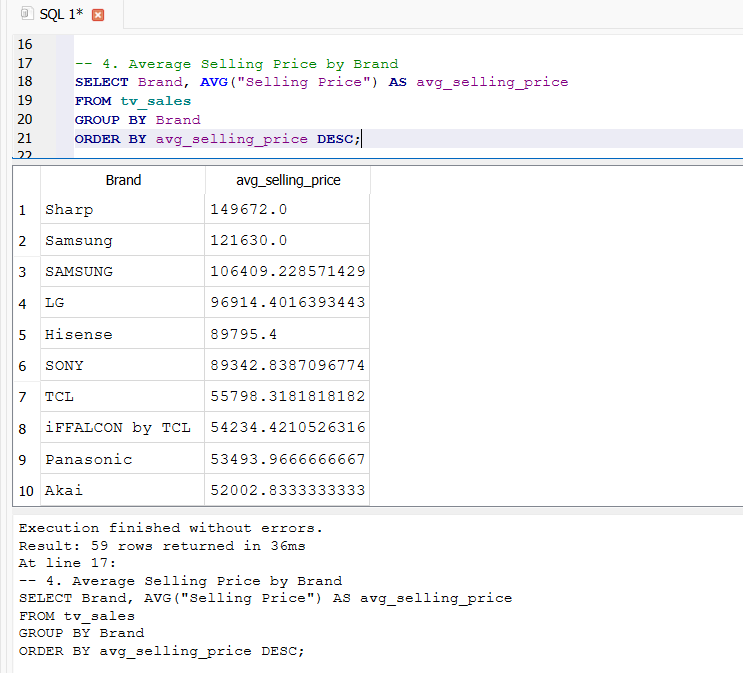 SQL 1*
16
17 -- 4. Average Selling Price by Brand
18 SELECT Brand, AVG("Selling Price") AS avg_selling_price
19 FROM tv_sales
20 GROUP BY Brand
21 ORDER BY avg_selling_price DESC;
22
Brand avg_selling_price
1 Sharp 149672.0
2 Samsung 121630.0
3 SAMSUNG 106409.228571429
4 LG 96914.4016393443
5 Hisense 89795.4
6 SONY 89342.8387096774
7 TCL 55798.3181818182
8 iFFALCON by TCL 54234.4210526316
9 Panasonic 53493.9666666667
10 Akai 52002.8333333333
Execution finished without errors.
Result: 59 rows returned in 36ms
At line 17:
-- 4. Average Selling Price by Brand
SELECT Brand, AVG("Selling Price") AS avg_selling_price
FROM tv_sales
GROUP BY Brand
ORDER BY avg_selling_price DESC;